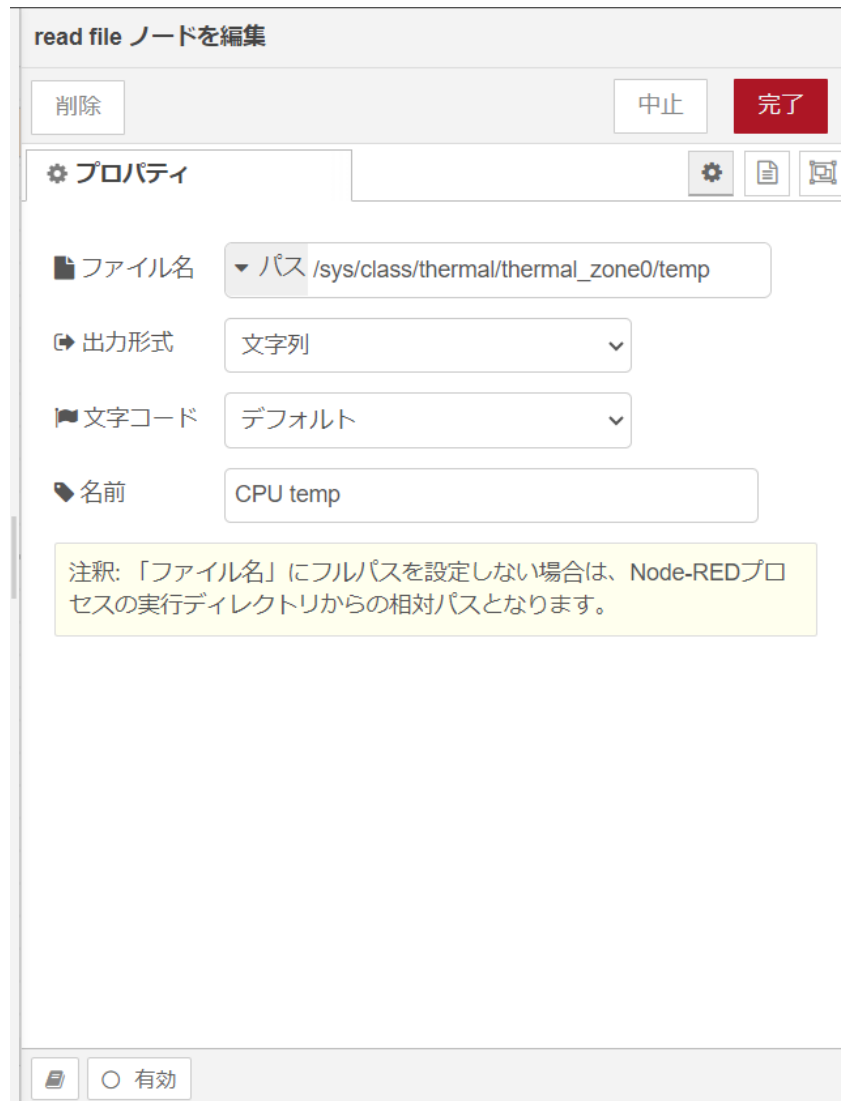 read file ノードを編集
削除
中止
完了
プロパティ
ファイル名
パス /sys/class/thermal/thermal_zone0/temp
出力形式
文字列
文字コード
デフォルト
名前
CPU temp
注釈: 「ファイル名」にフルパスを設定しない場合は、Node-REDプロ
セスの実行ディレクトリからの相対パスとなります。
有効